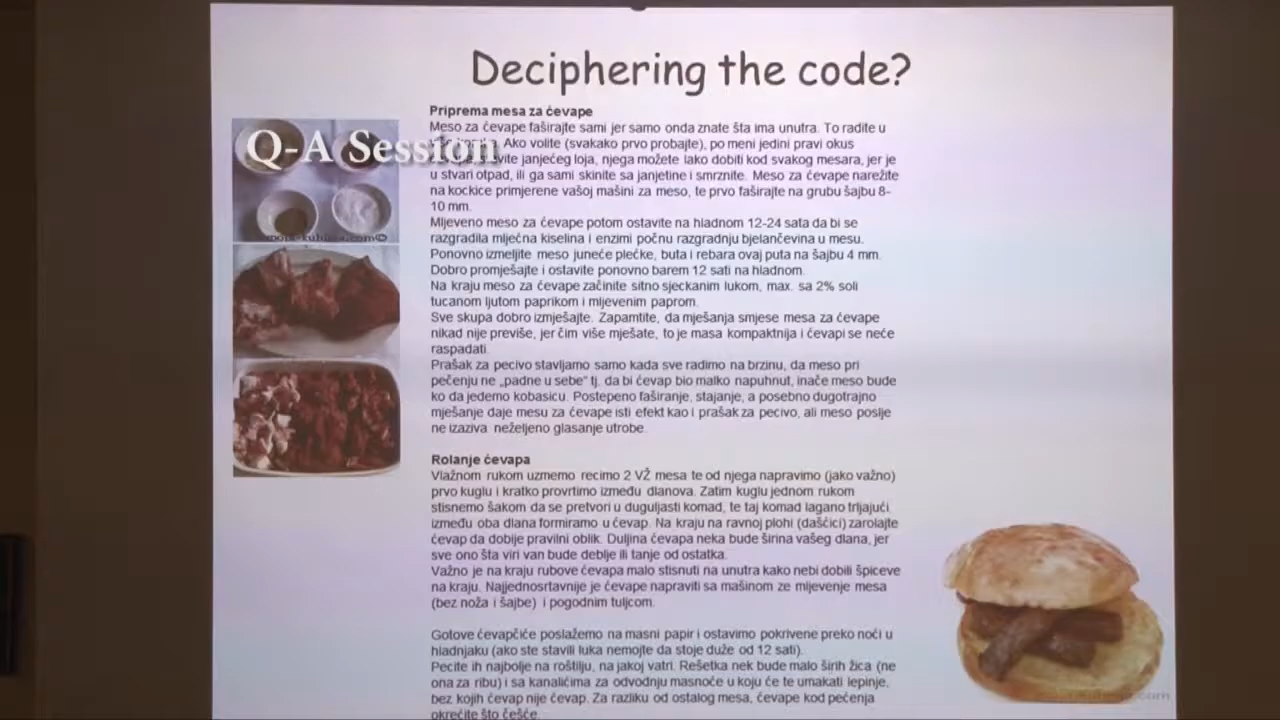 Deciphering the code?
Q-A Session
Priprema mesa za ćevape
Meso za ćevape faširajte sami jer samo onda znate šta ima unutra. To radite u
Ako volite (svakako prvo probajte), po meni jedini pravi okus
janjećeg loja, njega možete lako dobiti kod svakog mesara, jer je
u stvari otpad, ili ga sami skinite sa janjetine i smrznite. Meso za ćevape narežite
na kockice primjerene vašoj mašini za meso, te prvo faširajte na grubu šajbu 8-
10 mm.
Mljeveno meso za ćevape potom ostavite na hladnom 12-24 sata da bi se
razgradila mlječna kiselina i enzimi počnu razgradnju bjelančevina u mesu.
Ponovno izmeljite meso juneće plećke, buta i rebara ovaj puta na šajbu 4 mm.
Dobro promješajte i ostavite ponovno barem 12 sati na hladnom.
Na kraju meso za ćevape začinite sitno sjeckanim lukom, max. sa 2% soli
tucanom ljutom paprikom i mljevenim paprom.
Sve skupa dobro izmješajte. Zapamtite, da mješanja smjese mesa za ćevape
nikad nije previše, jer čim više mješate, to je masa kompaktnija i ćevapi se neće
raspadati.
Prašak za pecivo stavljamo samo kada sve radimo na brzinu, da meso pri
pečenju ne „padne u sebe" tj. da bi ćevap bio malko napuhnut, inače meso bude
ko da jedemo kobasicu. Postepeno faširanje, stajanje, a posebno dugotrajno
mješanje daje mesu za ćevape isti efekt kao i prašak za pecivo, ali meso poslje
ne izaziva neželjeno glasanje utrobe.
Rolanje ćevapa
Vlažnom rukom uzmemo recimo 2 VŽ mesa te od njega napravimo (jako važno)
prvo kuglu i kratko provrtimo između dlanova. Zatim kuglu jednom rukom
stisnemo šakom da se pretvori u duguljasti komad, te taj komad lagano trljajući
između oba dlana formiramo u ćevap. Na kraju na ravnoj plohi (dašćici) zarolajte
ćevap da dobije pravilni oblik. Duljina ćevapa neka bude širina vašeg dlana, jer
sve ono šta viri van bude deblje ili tanje od ostatka.
Važno je na kraju rubove ćevapa malo stisnuti na unutra kako nebi dobili špiceve
na kraju. Najjednosrtavnije je ćevape napraviti sa mašinom ze mljevenje mesa
(bez noža i šajbe) i pogodnim tuljcom.
Gotove ćevapčiće poslažemo na masni papir i ostavimo pokrivene preko noći u
hladnjaku (ako ste stavili luka nemojte da stoje duže od 12 sati).
Pecite ih najbolje na roštilju, na jakoj vatri. Rešetka nek bude malo širih žica (ne
ona za ribu) i sa kanalićima za odvodnju masnoće u koju će te umakati lepinje,
bez kojih ćevap nije ćevap. Za razliku od ostalog mesa, ćevape kod pečenja
okrećite što češće.